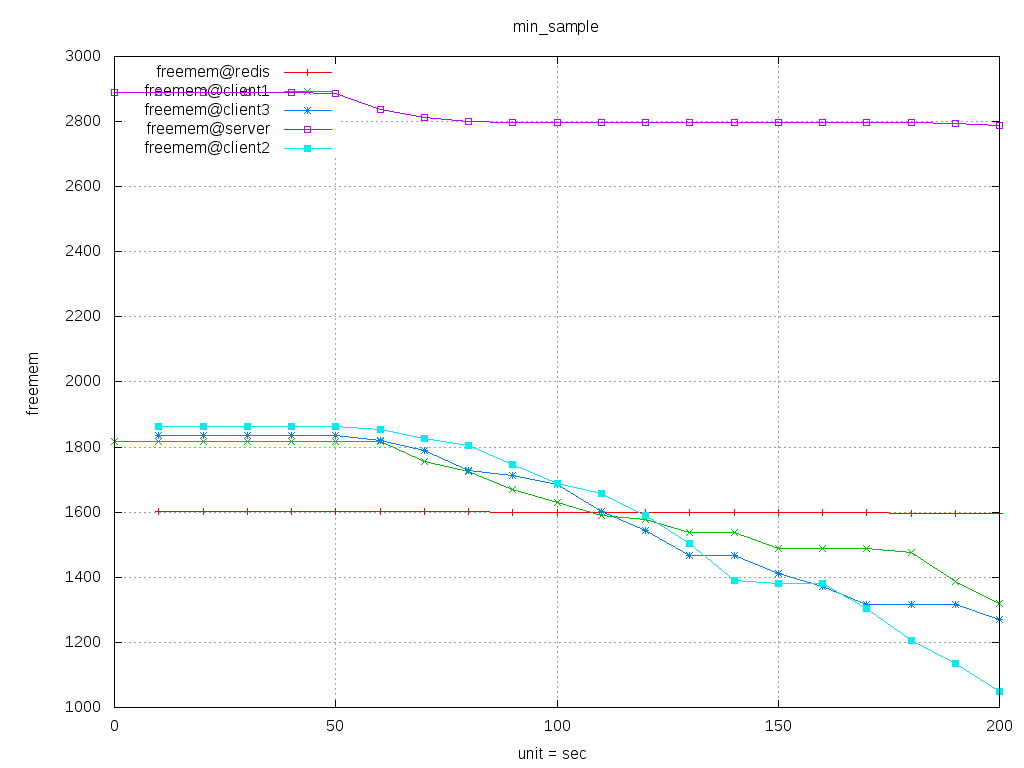 min_sample
3000
2800
2600
2400
2200
2000
1800
1600
1400
1200
1000
freemem
freemem@redis
freemem@client1
freemem@client3
freemem@server
freemem@client2
0 50 100 150 200
unit = sec